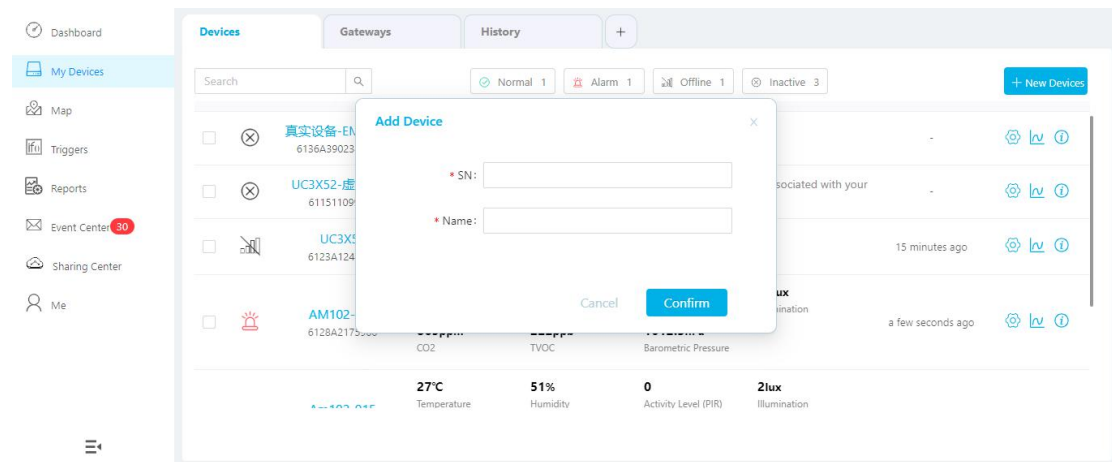 Dashboard
My Devices
Map
Triggers
Reports
Event Center 30
Sharing Center
Me
Devices
Gateways
History
+
Search
Normal 1
Alarm 1
Offline 1
Inactive 3
+ New Devices
Add Device
x
* SN:
* Name:
Cancel
Confirm
真实设备-EM
6136A39023
-
UC3X52-虚
61151109
sociated with your
-
UC3X5
6123A124
15 minutes ago
AM102-
6128A2175
CO2
TVOC
Barometric Pressure
a few seconds ago
27°C
Temperature
51%
Humidity
0
Activity Level (PIR)
2lux
Illumination